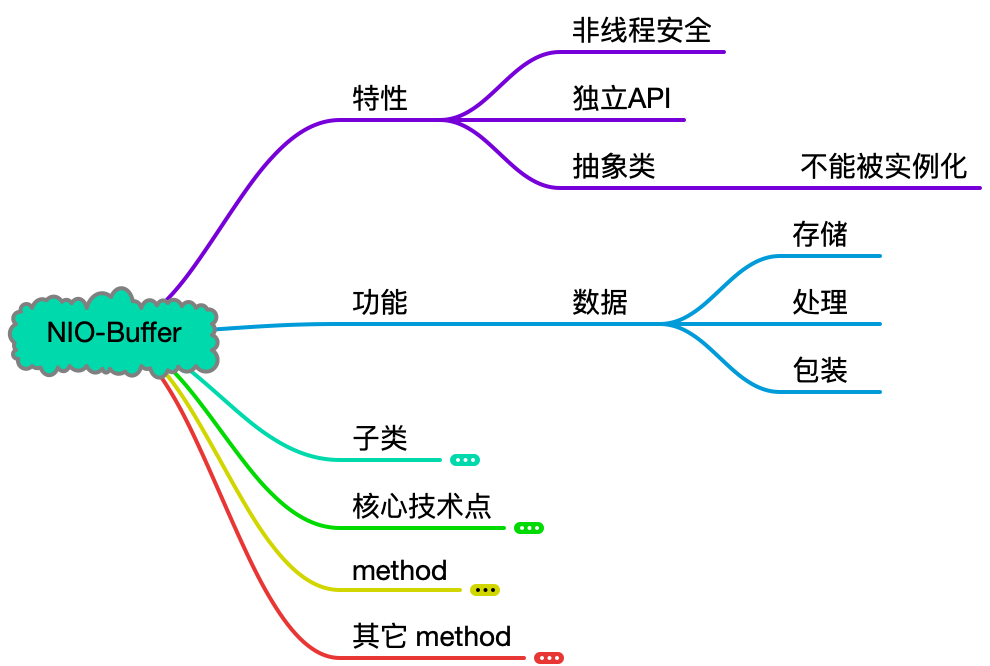 NIO-Buffer
特性
非线程安全
独立API
抽象类
不能被实例化
功能
数据
存储
处理
包装
子类
核心技术点
method
其它 method